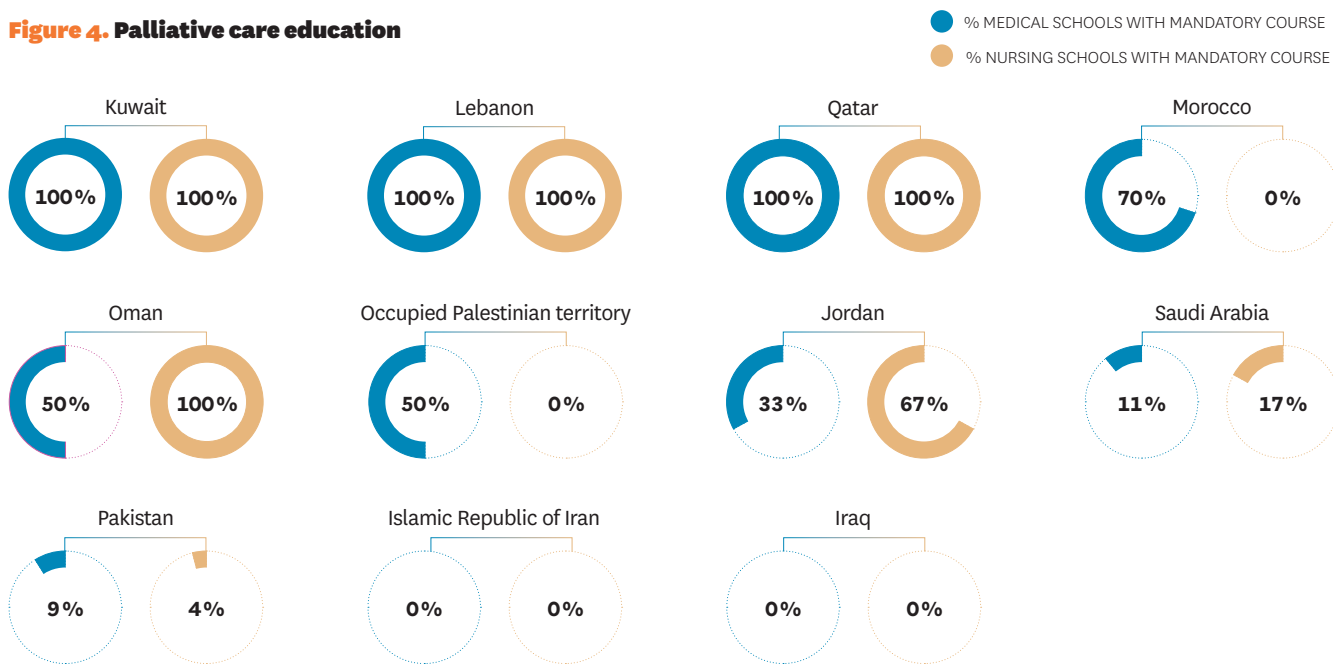 Figure 4. Palliative care education
% MEDICAL SCHOOLS WITH MANDATORY COURSE
% NURSING SCHOOLS WITH MANDATORY COURSE
Kuwait
100%
100%
Lebanon
100%
100%
Qatar
100%
100%
Morocco
70%
0%
Oman
50%
100%
Occupied Palestinian territory
50%
0%
Jordan
33%
67%
Saudi Arabia
11%
17%
Pakistan
9%
4%
Islamic Republic of Iran
0%
0%
Iraq
0%
0%